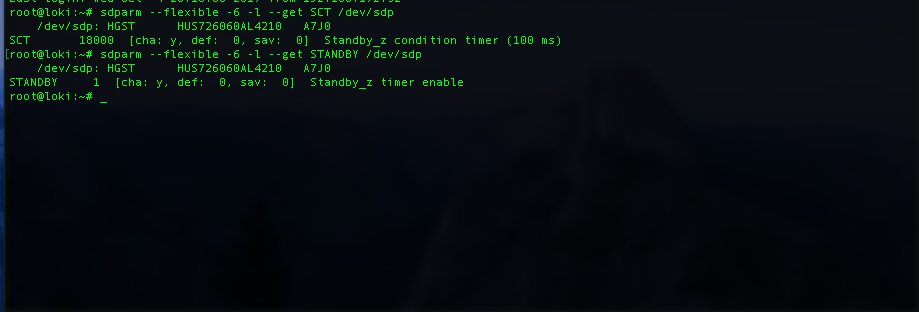 root@loki:~# sdparm --flexible -6 -l --get SCT /dev/sdp
    /dev/sdp: HGST      HUS726060AL4210   A7J0
SCT       18000  [cha: y, def:  0, sav:  0]  Standby_z condition timer (100 ms)
[root@loki:~# sdparm --flexible -6 -l --get STANDBY /dev/sdp
    /dev/sdp: HGST      HUS726060AL4210   A7J0
STANDBY     1  [cha: y, def:  0, sav:  0]  Standby_z timer enable
root@loki:~# _